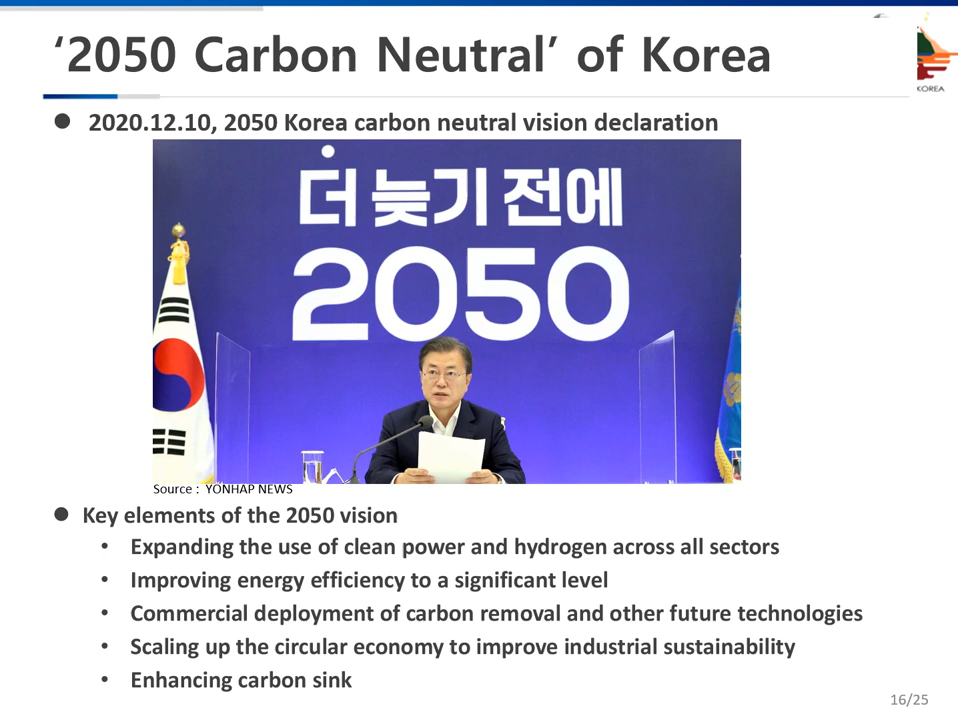 ‘2050 Carbon Neutral’ of Korea
KOREA
● 2020.12.10, 2050 Korea carbon neutral vision declaration
더 늦기 전에
2050
Source : YONHAP NEWS
● Key elements of the 2050 vision
• Expanding the use of clean power and hydrogen across all sectors
• Improving energy efficiency to a significant level
• Commercial deployment of carbon removal and other future technologies
• Scaling up the circular economy to improve industrial sustainability
• Enhancing carbon sink
16/25